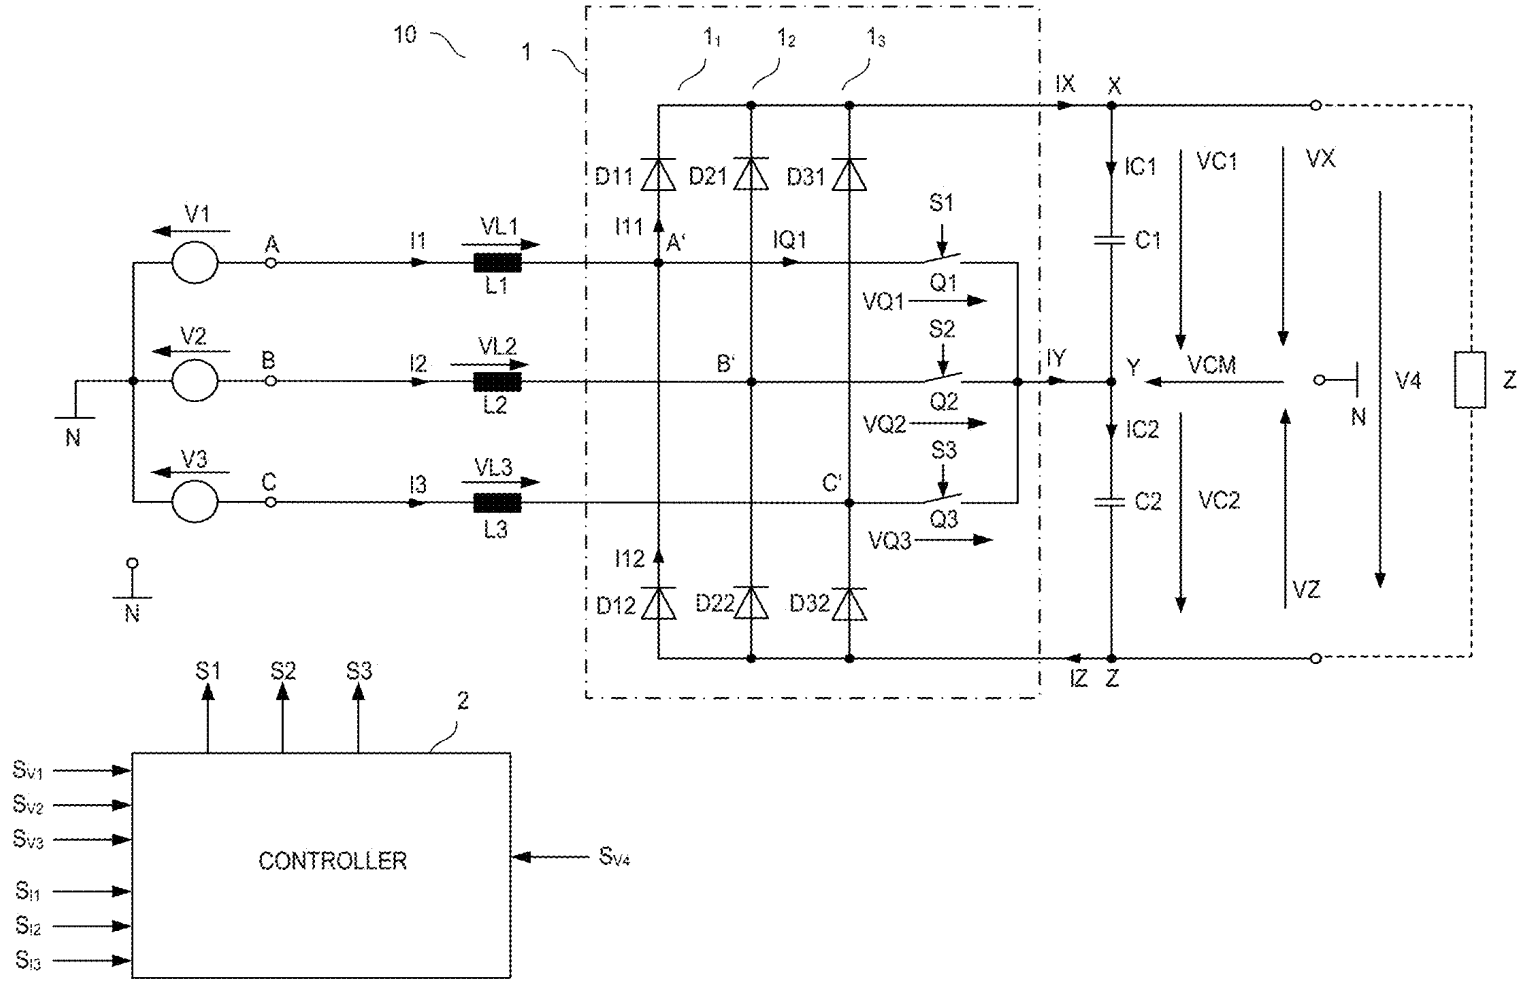 10
1
1₁
1₂
1₃
IX
X
D11
D21
D31
IC1
VC1
VX
V1
A
I1
VL1
I11
A'
IQ1
S1
C1
L1
Q1
VQ1
V2
B
I2
VL2
B'
S2
IY
Y
VCM
V4
Z
L2
Q2
VQ2
N
N
IC2
V3
C
I3
VL3
C'
S3
C2
VC2
L3
Q3
VQ3
I12
N
D12
D22
D32
VZ
S1
S2
S3
IZ
Z
2
SV1
SV2
SV3
CONTROLLER
SV4
SI1
SI2
SI3